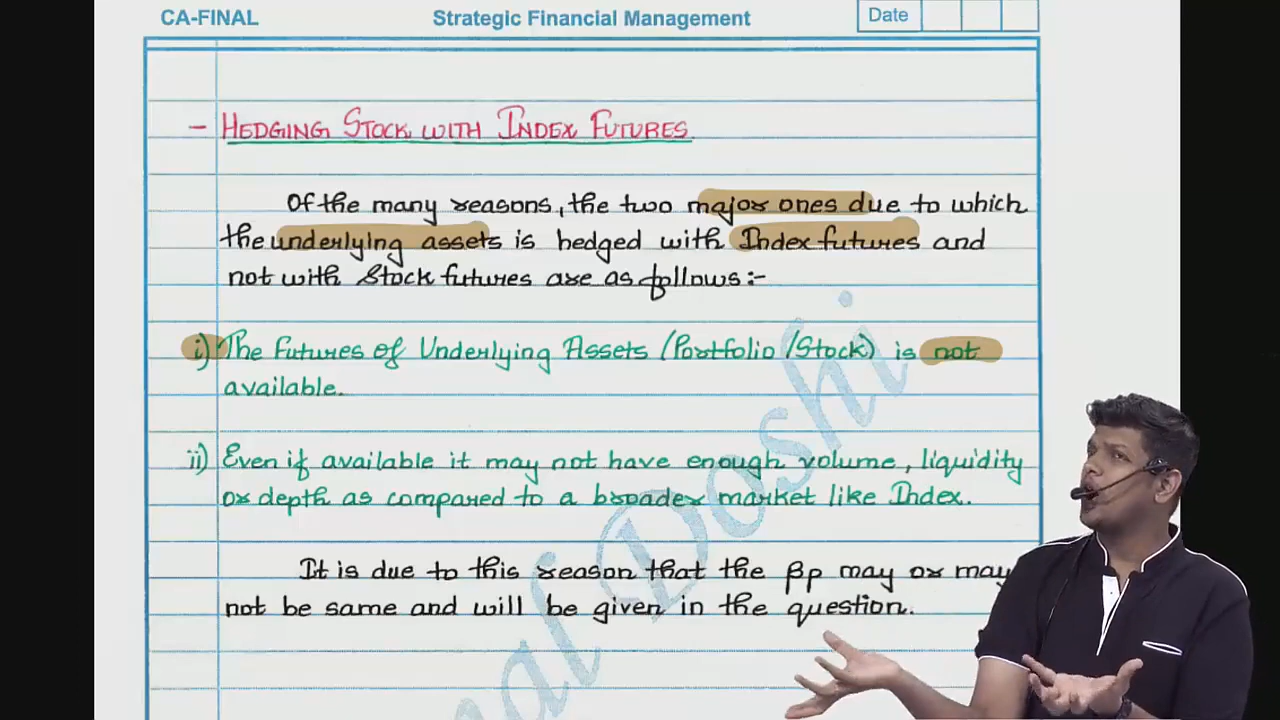 CA-FINAL Strategic Financial Management Date
- HEDGING STOCK WITH INDEX FUTURES
Of the many reasons, the two major ones due to which
the underlying assets is hedged with Index futures and
not with Stock futures are as follows:-
i) The Futures of Underlying Assets (Portfolio/Stock) is not
available.
ii) Even if available it may not have enough volume, liquidity
or depth as compared to a broader market like Index.
It is due to this reason that the βp may or may
not be same and will be given in the question.
nal Doshi